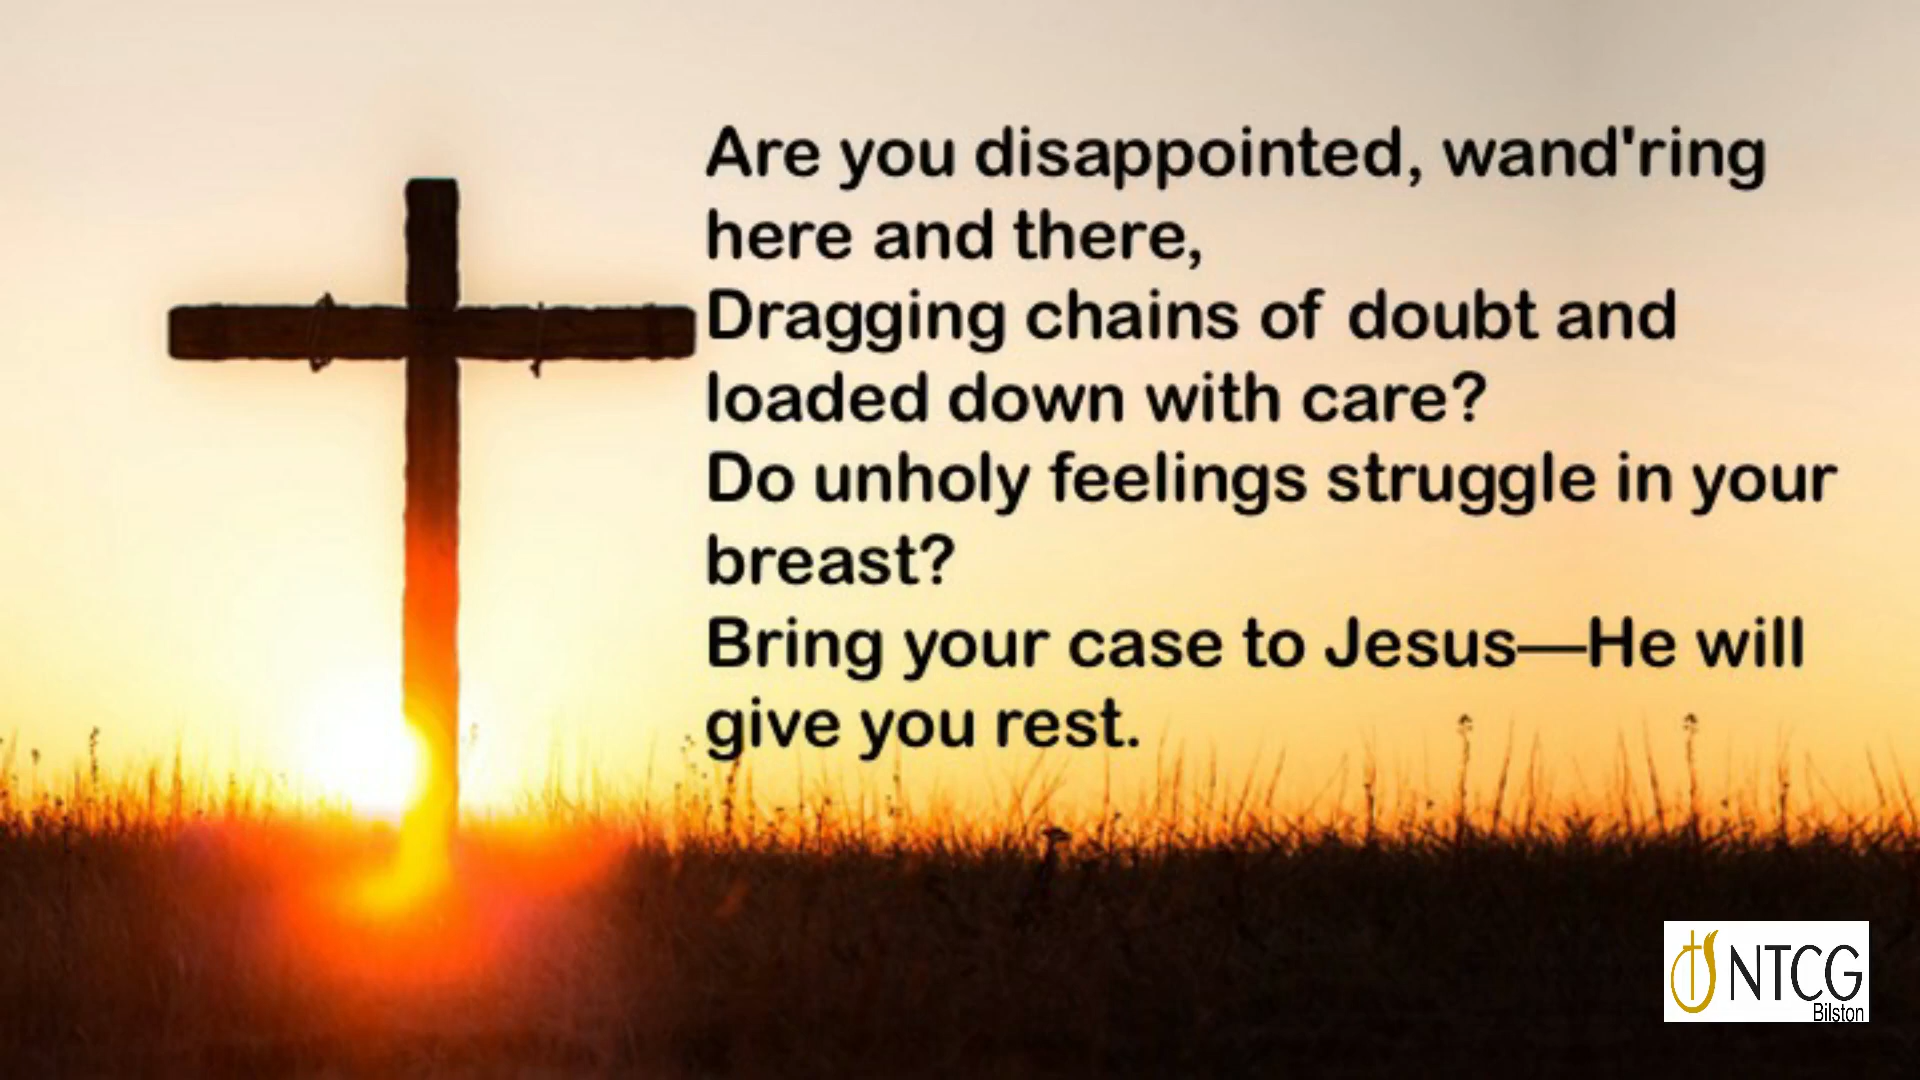 Are you disappointed, wand'ring
here and there,
Dragging chains of doubt and
loaded down with care?
Do unholy feelings struggle in your
breast?
Bring your case to Jesus—He will
give you rest.
NTCG
Bilston